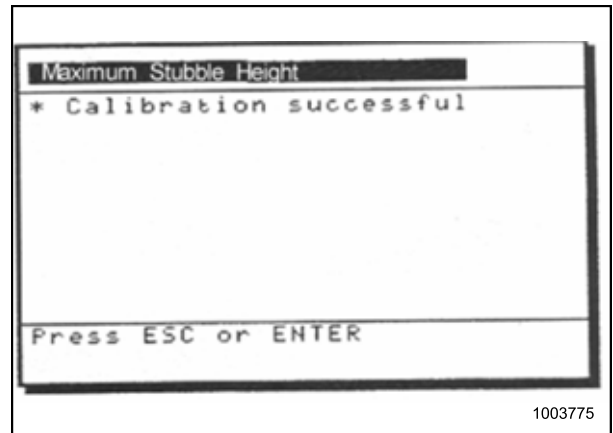 Maximum Stubble Height
* Calibration successful
Press ESC or ENTER
1003775